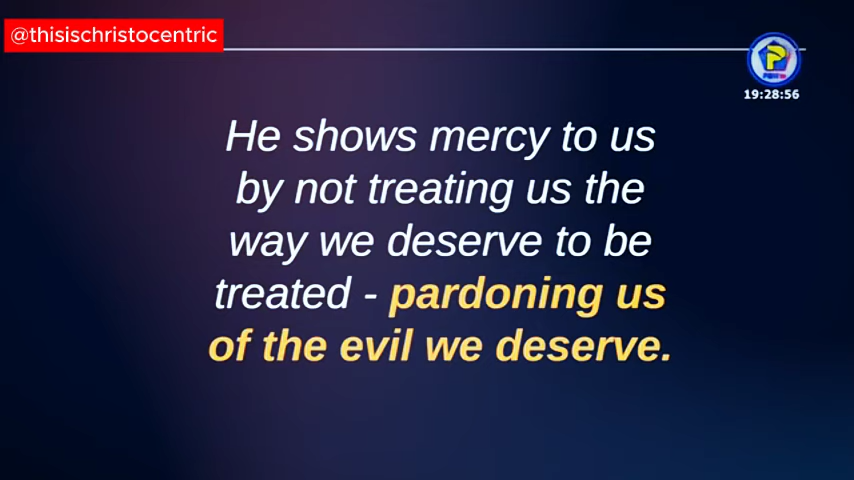 @thisischristocentric
19:28:56
He shows mercy to us
by not treating us the
way we deserve to be
treated - pardoning us
of the evil we deserve.